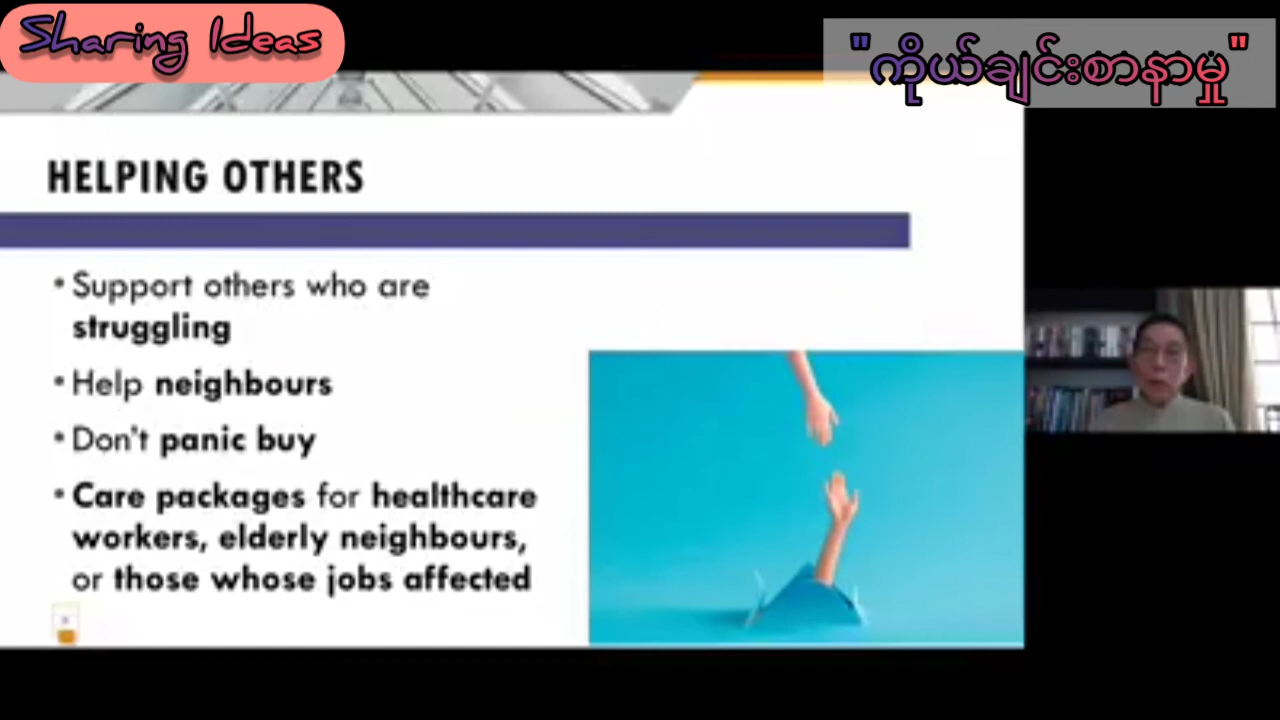 Sharing Ideas
"ကိုယ်ချင်းစာနာမှု"
HELPING OTHERS
• Support others who are
struggling
• Help neighbours
• Don't panic buy
• Care packages for healthcare
workers, elderly neighbours,
or those whose jobs affected